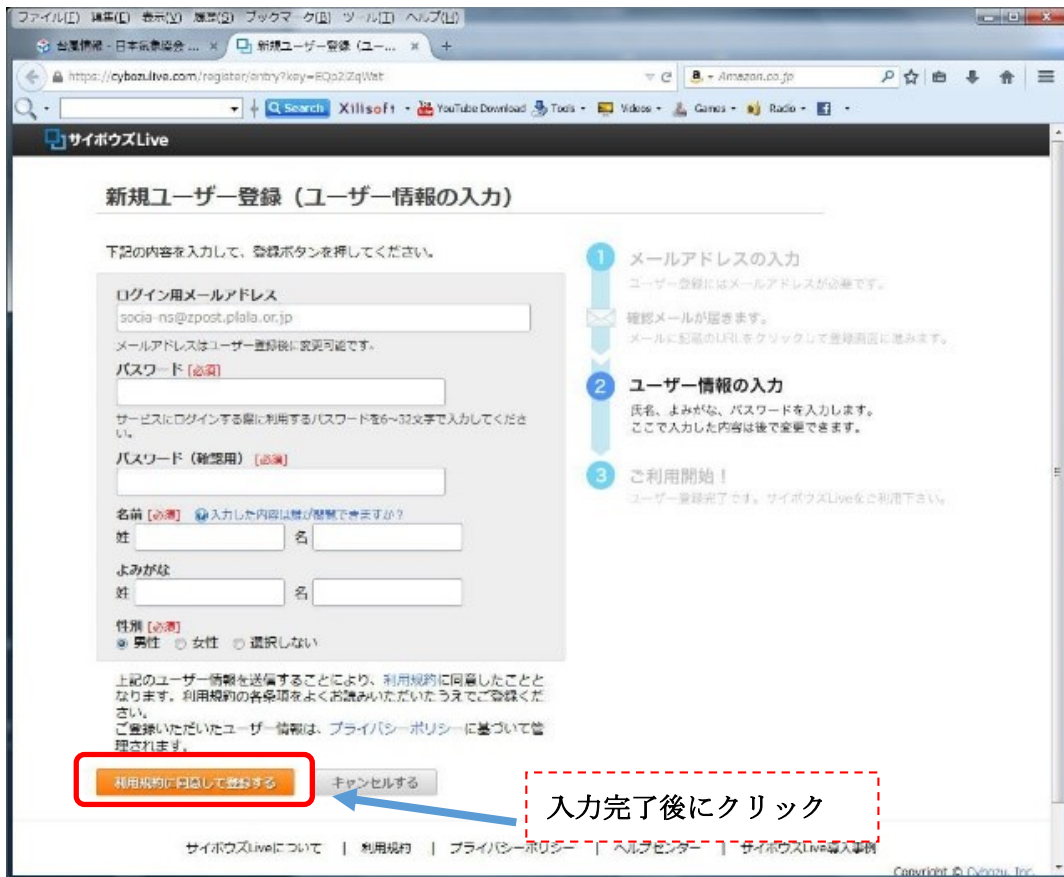 ファイル(F) 編集(E) 表示(V) 履歴(S) ブックマーク(B) ツール(T) ヘルプ(H)
台風情報 - 日本気象協会 ... × 新規ユーザー登録 (ユー... × +
https://cybozulive.com/register/entry?key=EQp2IZqWat
Amazon.co.jp
Search Xilisoft YouTube Download Tools Videos Games Radio
サイボウズLive
新規ユーザー登録（ユーザー情報の入力）
下記の内容を入力して、登録ボタンを押してください。
ログイン用メールアドレス
socia-ns@zpost.plala.or.jp
メールアドレスはユーザー登録後に変更可能です。
パスワード [必須]
サービスにログインする際に利用するパスワードを6～32文字で入力してくださ
い。
パスワード（確認用） [必須]
名前 [必須] 入力した内容は誰が閲覧できますか？
姓 名
よみがな
姓 名
性別 [必須]
男性 女性 選択しない
上記のユーザー情報を送信することにより、利用規約に同意したことと
なります。利用規約の各条項をよくお読みいただいたうえでご登録くだ
さい。
ご登録いただいたユーザー情報は、プライバシーポリシーに基づいて管
理されます。
利用規約に同意して登録する キャンセルする
1 メールアドレスの入力
ユーザー登録にはメールアドレスが必要です。
確認メールが届きます。
メールに記載のURLをクリックして登録画面に進みます。
2 ユーザー情報の入力
氏名、よみがな、パスワードを入力します。
ここで入力した内容は後で変更できます。
3 ご利用開始！
ユーザー登録完了です。サイボウズLiveをご利用下さい。
入力完了後にクリック
サイボウズLiveについて | 利用規約 | プライバシーポリシー | ヘルプセンター | サイボウズLive導入事例
Copyright © Cybozu, Inc.